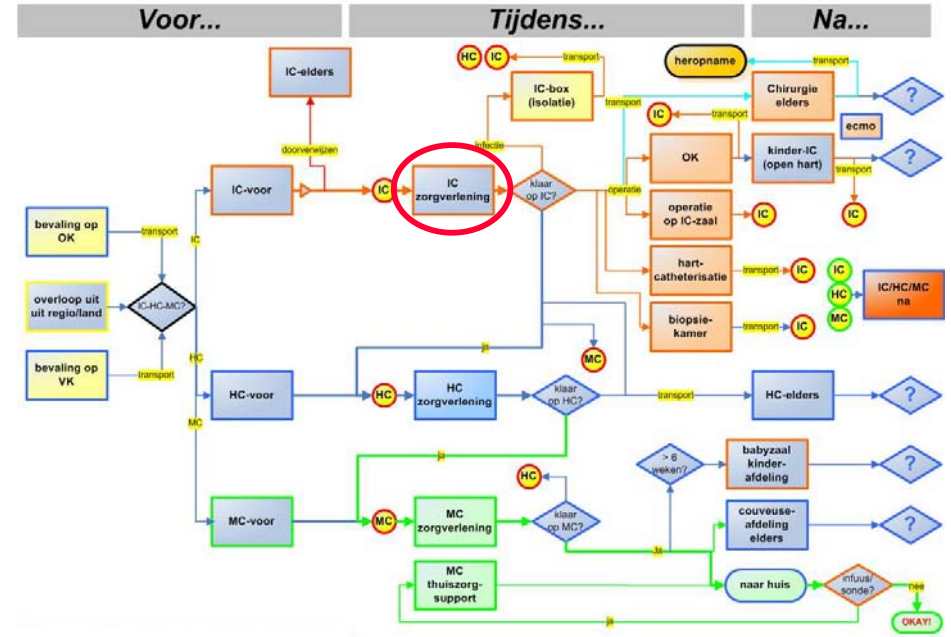 Voor...
Tijdens...
Na...
IC-elders
HC
IC
transport
IC-box
(isolatie)
heropname
transport
Chirurgie
elders
?
transport
IC
transport
ecmo
doorverwijzen
infectie
OK
kinder-IC
(open hart)
?
transport
IC-voor
IC
IC
zorgverlening
klaar
op IC?
operatie
operatie
op IC-zaal
IC
IC
bevaling op
OK
transport
IC
hart-
catheterisatie
transport
IC
IC
HC
MC
IC/HC/MC
na
overloop uit
uit regio/land
IC-HC-MC?
biopsie-
kamer
transport
IC
bevaling op
VK
transport
HC
ja
MC
HC-voor
HC
HC
zorgverlening
klaar
op HC?
transport
HC-elders
?
MC
ja
HC
> 6
weken?
babyzaal
kinder-
afdeling
?
MC-voor
MC
MC
zorgverlening
klaar
op MC?
Ja
couveuse-
afdeling
elders
?
MC
thuiszorg-
support
naar huis
infuus/
sonde?
nee
ja
OKAY!